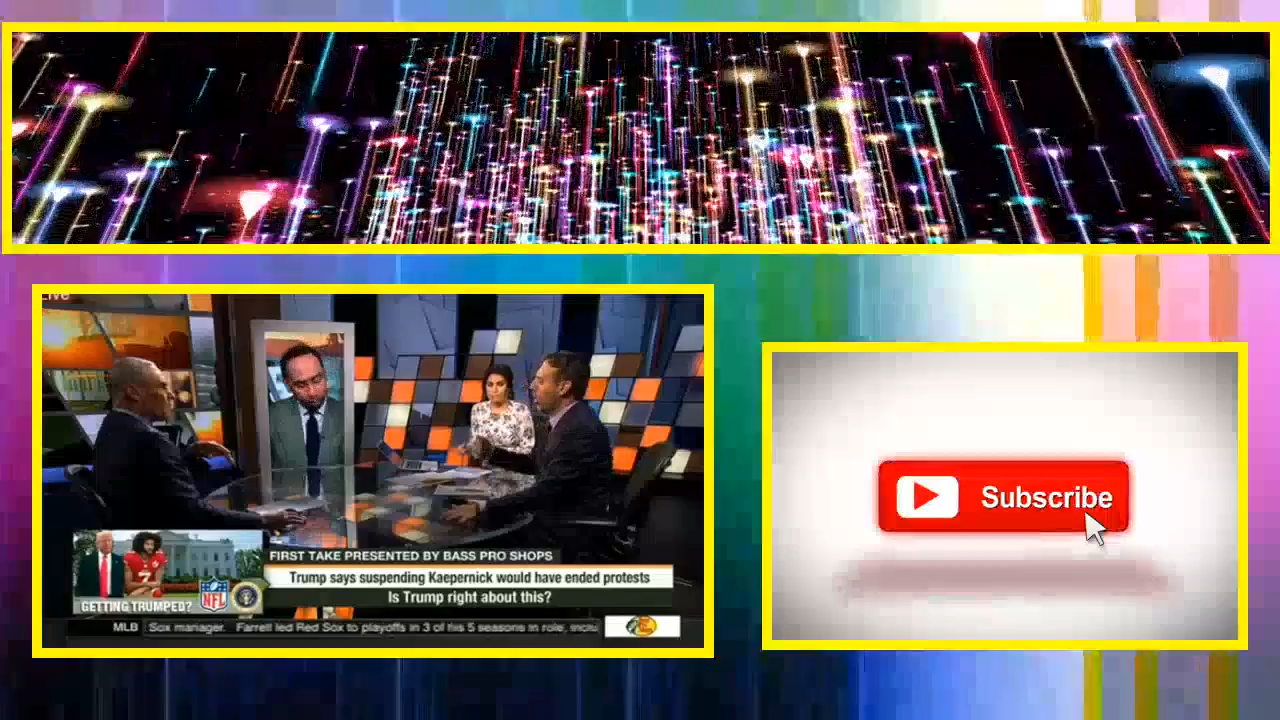 Live
FIRST TAKE PRESENTED BY BASS PRO SHOPS
Trump says suspending Kaepernick would have ended protests
Is Trump right about this?
7
NFL
GETTING TRUMPED?
MLB Sox manager. Farrell led Red Sox to playoffs in 3 of his 5 seasons in role,
Subscribe